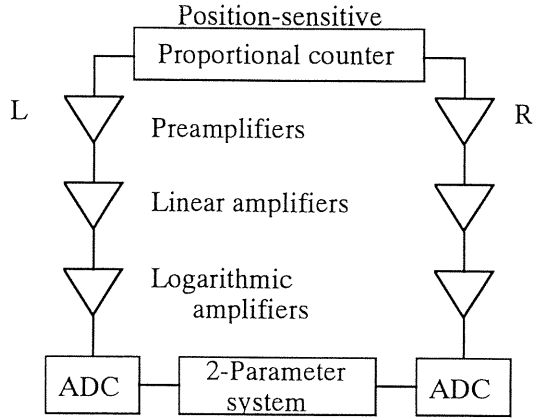 Position-sensitive
Proportional counter
L
R
Preamplifiers
Linear amplifiers
Logarithmic
amplifiers
ADC
2-Parameter
system
ADC